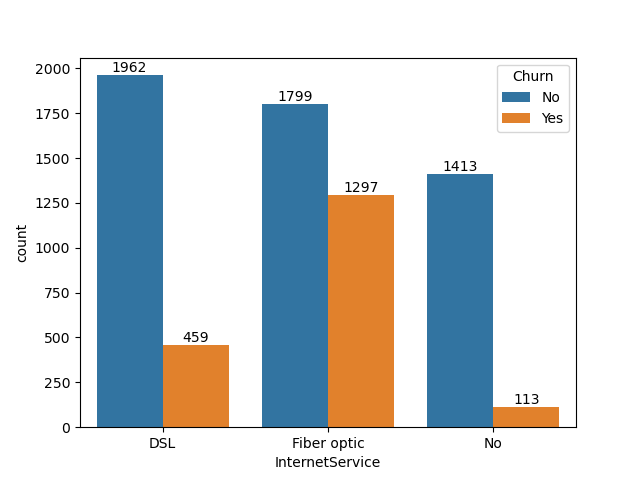 1962
1799
1413
1297
459
113
Churn
No
Yes
2000
1750
1500
1250
1000
750
500
250
0
count
DSL
Fiber optic
No
InternetService